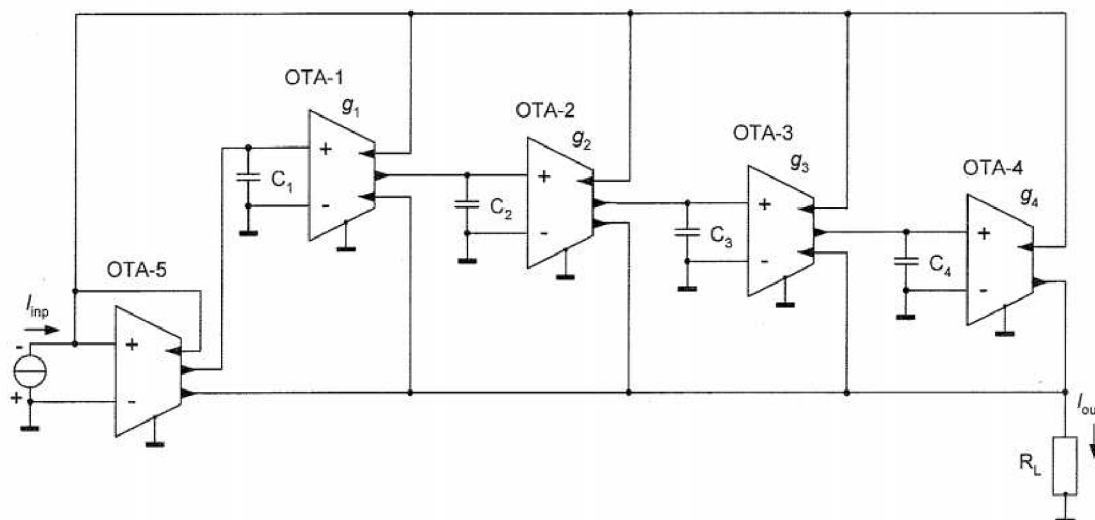 OTA-1
g1
OTA-2
g2
OTA-3
g3
OTA-4
g4
+
-
C1
+
-
C2
+
-
C3
+
-
C4
OTA-5
Iinp
-
+
+
-
Iou
RL